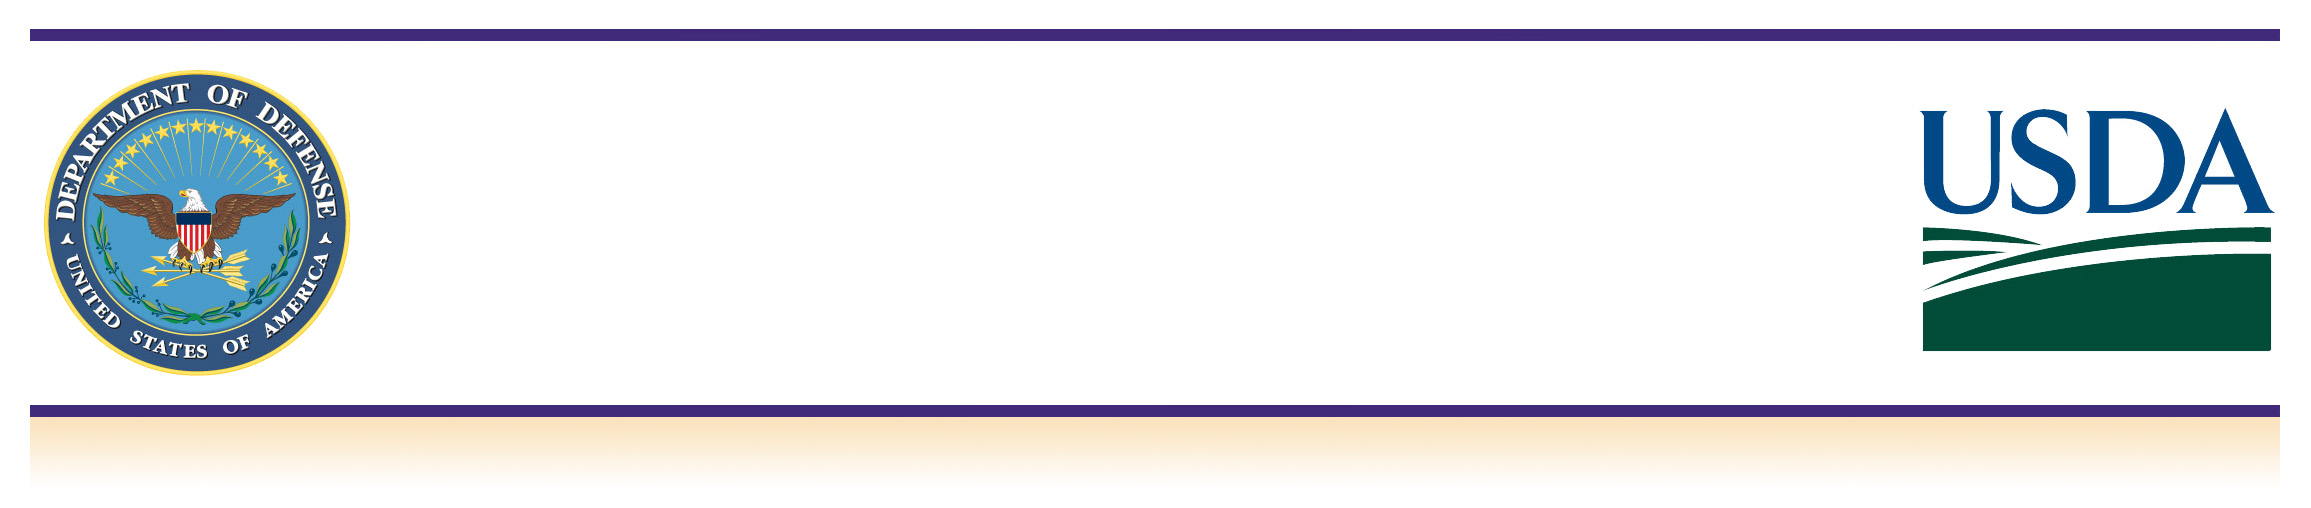 DEPARTMENT OF DEFENSE
UNITED STATES OF AMERICA
USDA